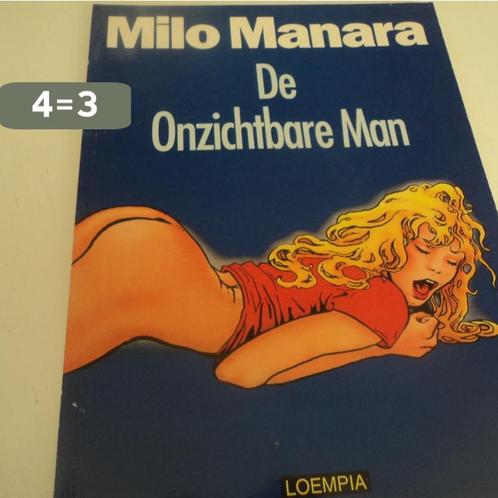 Milo Manara
De
4=3
Onzichtbare Man
LOEMPIA